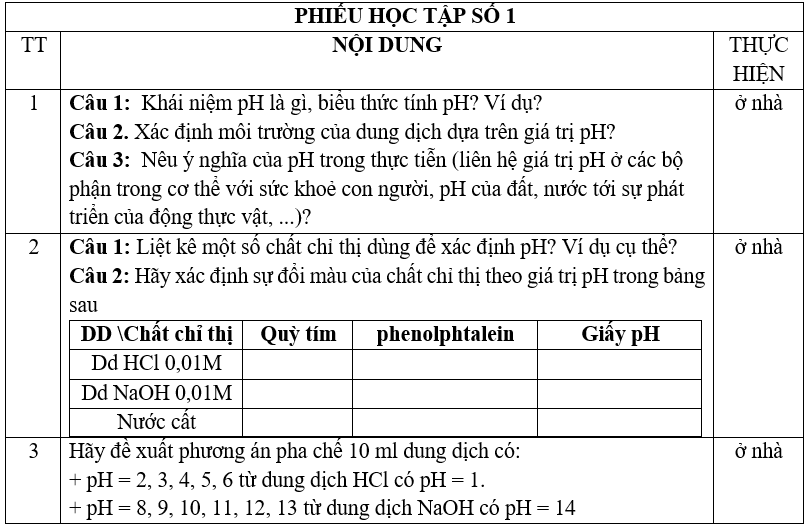 PHIẾU HỌC TẬP SỐ 1
TT NỘI DUNG THỰC HIỆN
1 Câu 1: Khái niệm pH là gì, biểu thức tính pH? Ví dụ? ở nhà
Câu 2. Xác định môi trường của dung dịch dựa trên giá trị pH?
Câu 3: Nêu ý nghĩa của pH trong thực tiễn (liên hệ giá trị pH ở các bộ
phận trong cơ thể với sức khoẻ con người, pH của đất, nước tới sự phát
triển của động thực vật, ...)?
2 Câu 1: Liệt kê một số chất chỉ thị dùng để xác định pH? Ví dụ cụ thể? ở nhà
Câu 2: Hãy xác định sự đổi màu của chất chỉ thị theo giá trị pH trong bảng
sau
DD \Chất chỉ thị Quỳ tím phenolphtalein Giấy pH
Dd HCl 0,01M
Dd NaOH 0,01M
Nước cất
3 Hãy đề xuất phương án pha chế 10 ml dung dịch có: ở nhà
+ pH = 2, 3, 4, 5, 6 từ dung dịch HCl có pH = 1.
+ pH = 8, 9, 10, 11, 12, 13 từ dung dịch NaOH có pH = 14